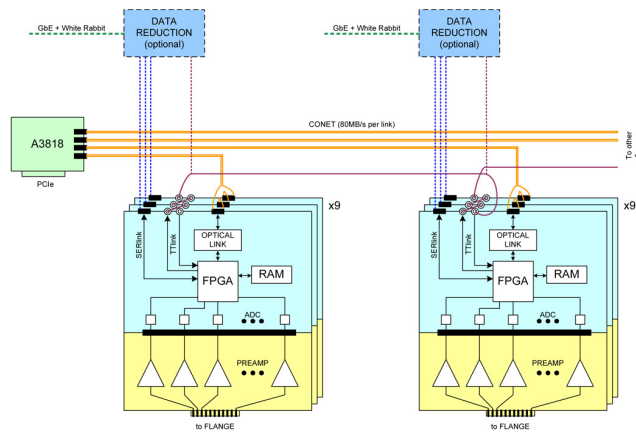 GbE + White Rabbit
DATA
REDUCTION
(optional)
GbE + White Rabbit
DATA
REDUCTION
(optional)
A3818
PCIe
CONET (80MB/s per link)
To other
x9
x9
SERlink
TTlink
OPTICAL
LINK
FPGA
RAM
ADC
PREAMP
to FLANGE
SERlink
TTlink
OPTICAL
LINK
FPGA
RAM
ADC
PREAMP
to FLANGE